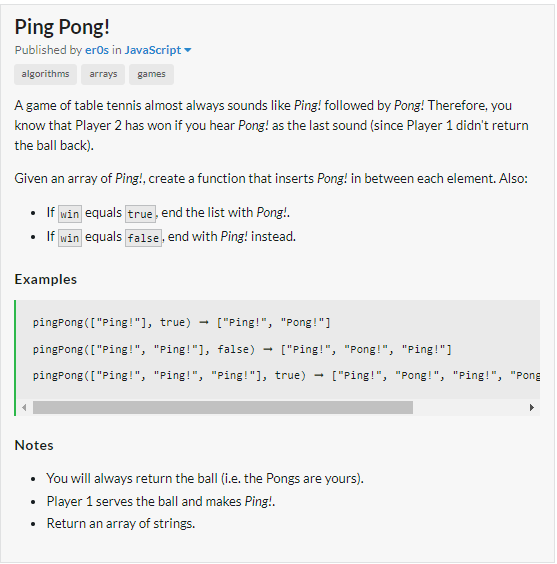 Ping Pong!
Published by er0s in JavaScript
algorithms arrays games
A game of table tennis almost always sounds like Ping! followed by Pong! Therefore, you
know that Player 2 has won if you hear Pong! as the last sound (since Player 1 didn't return
the ball back).
Given an array of Ping!, create a function that inserts Pong! in between each element. Also:
• If win equals true, end the list with Pong!.
• If win equals false, end with Ping! instead.
Examples
pingPong(["Ping!"], true) ➞ ["Ping!", "Pong!"]
pingPong(["Ping!", "Ping!"], false) ➞ ["Ping!", "Pong!", "Ping!"]
pingPong(["Ping!", "Ping!", "Ping!"], true) ➞ ["Ping!", "Pong!", "Ping!", "Pong
Notes
• You will always return the ball (i.e. the Pongs are yours).
• Player 1 serves the ball and makes Ping!.
• Return an array of strings.